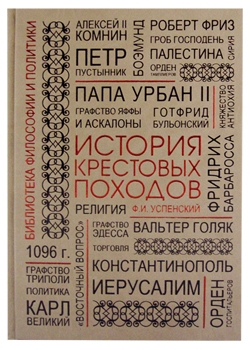 АЛЕКСЕЙ II
КОМНИН
РОБЕРТ ФРИЗ
ГРОБ ГОСПОДЕНЬ
СИРИЯ
ПЕТР
ПУСТЫННИК
БОЭМУНД
ПАЛЕСТИНА
ОРДЕН
ТАМПЛИЕРОВ
ПАПА УРБАН II
КНЯЖЕСТВО
АНТИОХИЯ
ГРАФСТВО ЯФФЫ
И АСКАЛОНЫ
ГОТФРИД
БУЛЬОНСКИЙ
БИБЛИОТЕКА ФИЛОСОФИИ И ПОЛИТИКИ
ИСТОРИЯ
КРЕСТОВЫХ
ПОХОДОВ
ФРИДРИХ
БАРБАРОССА
РЕЛИГИЯ
Ф.И. УСПЕНСКИЙ
ГРАФСТВО
ЭДЕССА
ВАЛЬТЕР ГОЛЯК
1096 г.
«ВОСТОЧНЫЙ ВОПРОС»
ТОРГОВЛЯ
ГРАФСТВО
ТРИПОЛИ
КОНСТАНТИНОПОЛЬ
ПОЛИТИКА
ИЕРУСАЛИМ
КАРЛ
ВЕЛИКИЙ
ОРДЕН
ГОСПИТАЛЬЕРОВ